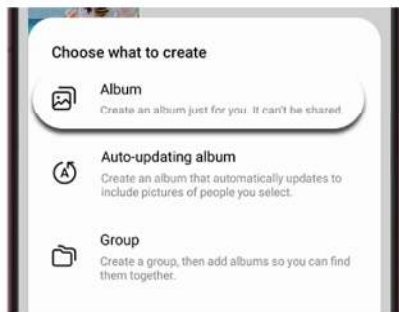 Choose what to create
Album
Create an album just for you. It can't be shared
Auto-updating album
Create an album that automatically updates to
include pictures of people you select.
Group
Create a group, then add albums so you can find
them together.